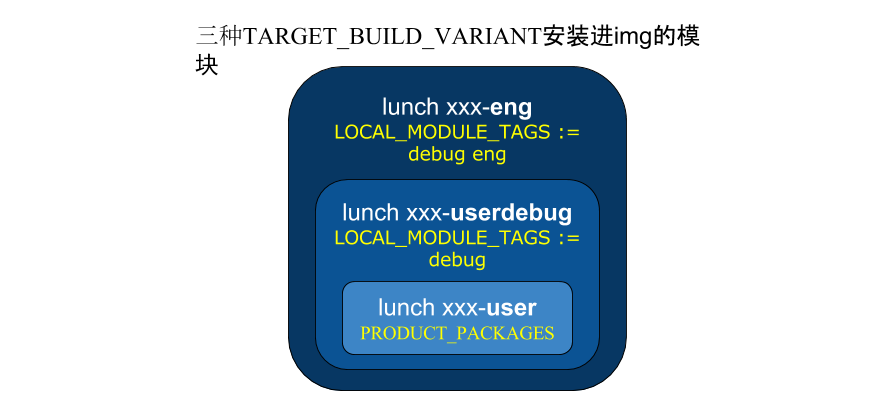 三种TARGET_BUILD_VARIANT安装进img的模
块
lunch xxx-eng
LOCAL_MODULE_TAGS :=
debug eng
lunch xxx-userdebug
LOCAL_MODULE_TAGS :=
debug
lunch xxx-user
PRODUCT_PACKAGES